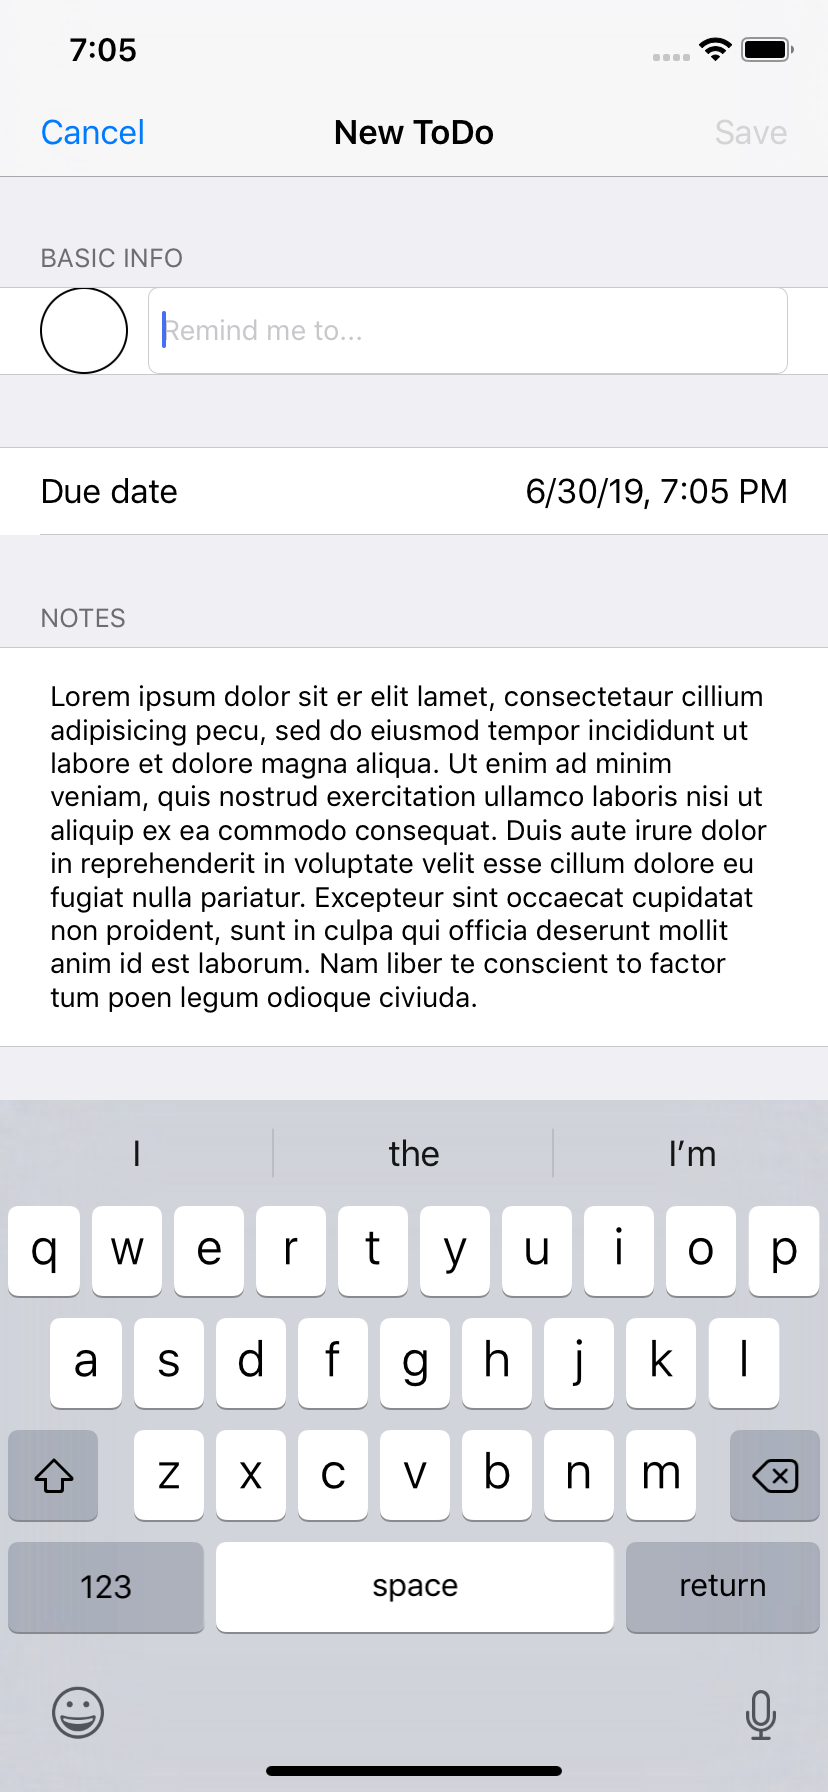 7:05
Cancel New ToDo Save
BASIC INFO
Remind me to...
Due date 6/30/19, 7:05 PM
NOTES
Lorem ipsum dolor sit er elit lamet, consectetaur cillium
adipisicing pecu, sed do eiusmod tempor incididunt ut
labore et dolore magna aliqua. Ut enim ad minim
veniam, quis nostrud exercitation ullamco laboris nisi ut
aliquip ex ea commodo consequat. Duis aute irure dolor
in reprehenderit in voluptate velit esse cillum dolore eu
fugiat nulla pariatur. Excepteur sint occaecat cupidatat
non proident, sunt in culpa qui officia deserunt mollit
anim id est laborum. Nam liber te conscient to factor
tum poen legum odioque civiuda.
I the I’m
q w e r t y u i o p
a s d f g h j k l
z x c v b n m
123 space return